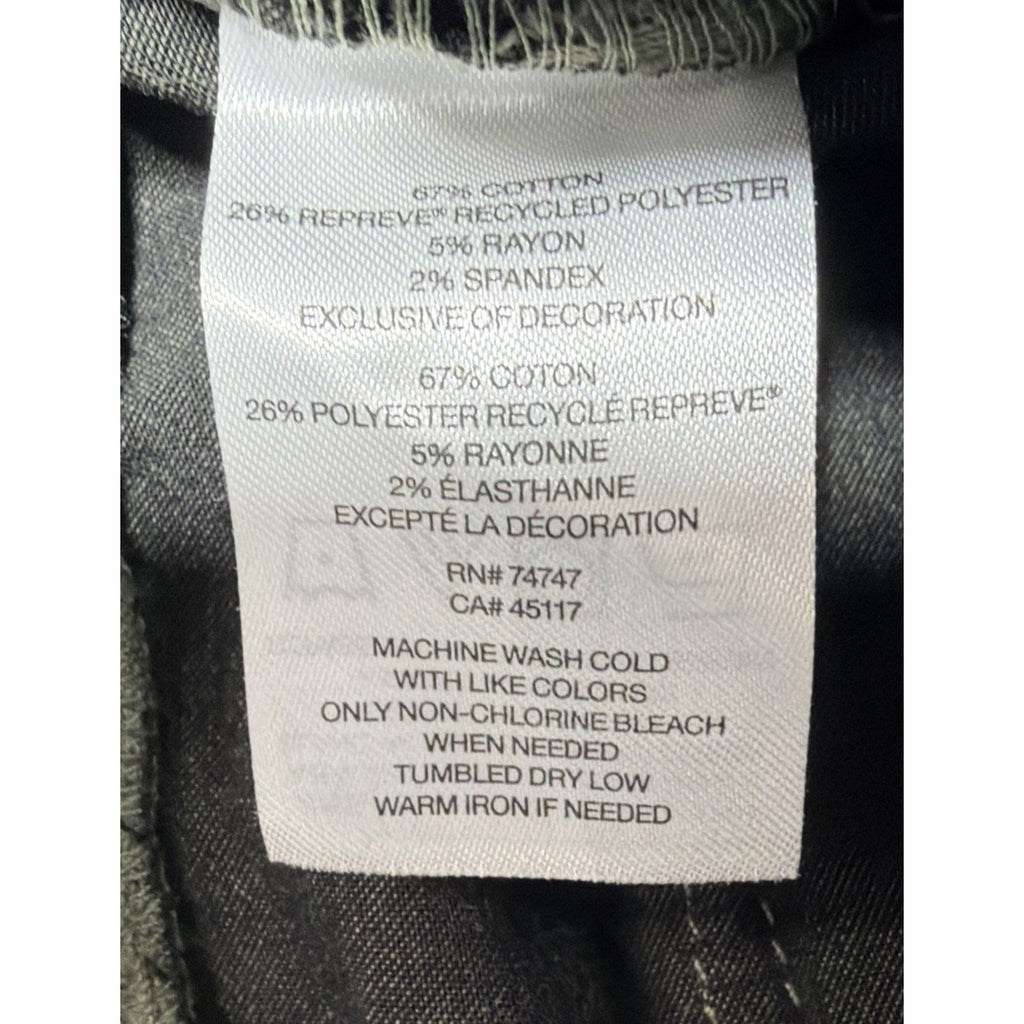 67% COTTON
26% REPREVE® RECYCLED POLYESTER
5% RAYON
2% SPANDEX
EXCLUSIVE OF DECORATION
67% COTON
26% POLYESTER RECYCLÉ REPREVE®
5% RAYONNE
2% ÉLASTHANNE
EXCEPTÉ LA DÉCORATION
RN# 74747
CA# 45117
MACHINE WASH COLD
WITH LIKE COLORS
ONLY NON-CHLORINE BLEACH
WHEN NEEDED
TUMBLED DRY LOW
WARM IRON IF NEEDED